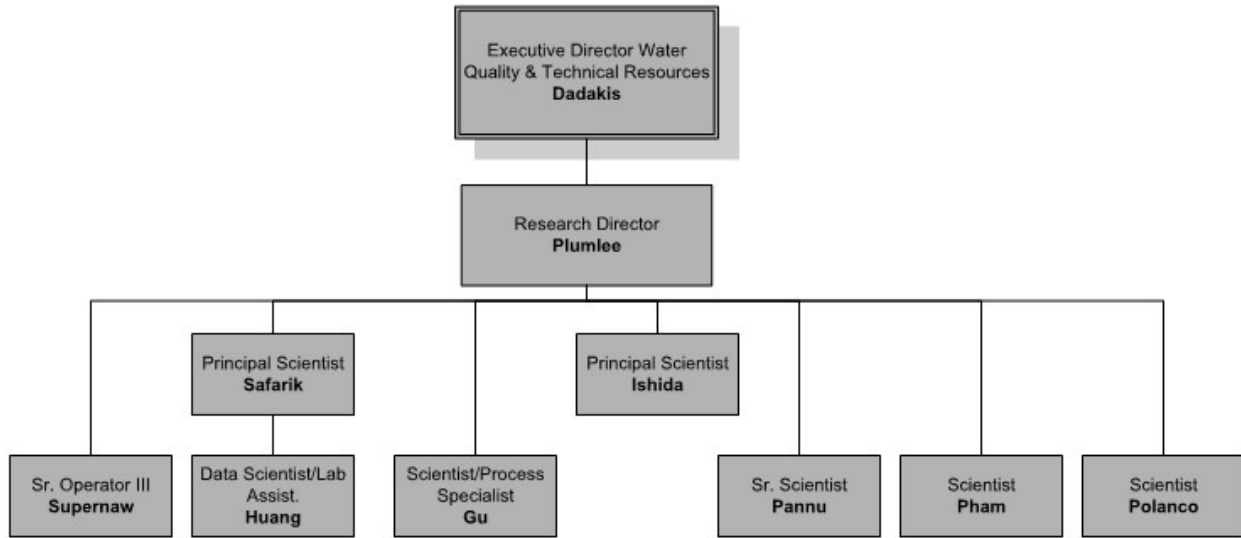 Executive Director Water
Quality & Technical Resources
Dadakis
Research Director
Plumlee
Principal Scientist
Safarik
Principal Scientist
Ishida
Sr. Operator III
Supernaw
Data Scientist/Lab
Assist.
Huang
Scientist/Process
Specialist
Gu
Sr. Scientist
Pannu
Scientist
Pham
Scientist
Polanco